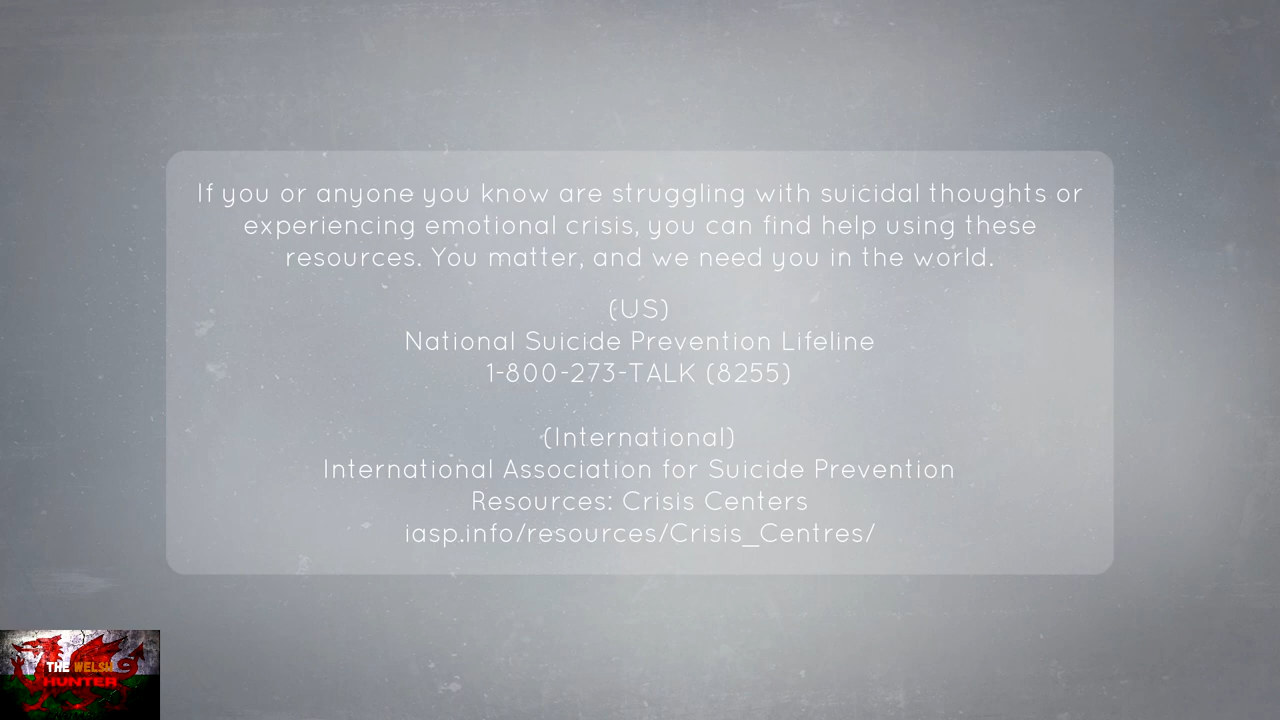 If you or anyone you know are struggling with suicidal thoughts or
experiencing emotional crisis, you can find help using these
resources. You matter, and we need you in the world.
(US)
National Suicide Prevention Lifeline
1-800-273-TALK (8255)
(International)
International Association for Suicide Prevention
Resources: Crisis Centers
iasp.info/resources/Crisis_Centres/
THE WELSH
HUNTER